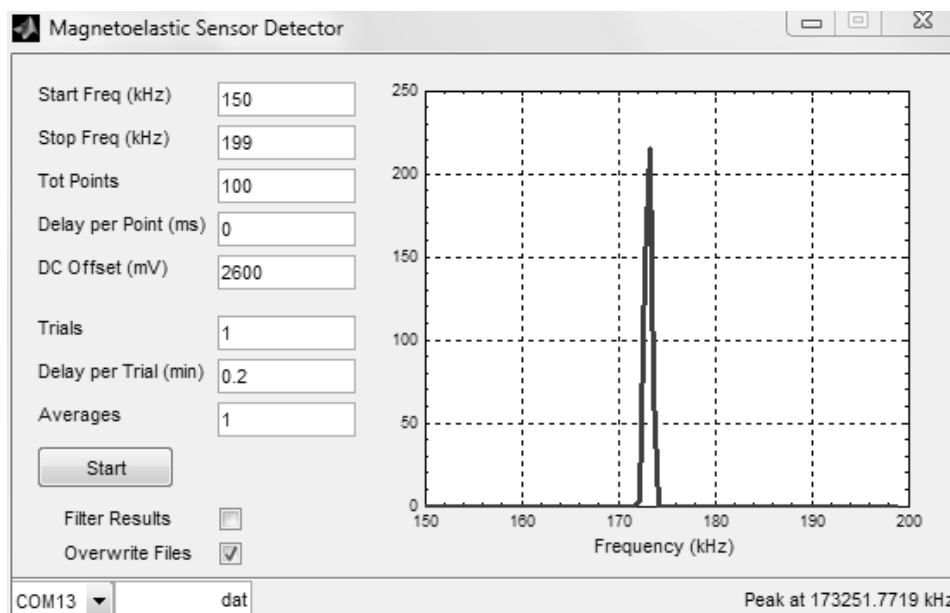 Magnetoelastic Sensor Detector
Start Freq (kHz) 150
Stop Freq (kHz) 199
Tot Points 100
Delay per Point (ms) 0
DC Offset (mV) 2600
Trials 1
Delay per Trial (min) 0.2
Averages 1
Start
Filter Results
Overwrite Files
COM13 dat
250
200
150
100
50
0
150 160 170 180 190 200
Frequency (kHz)
Peak at 173251.7719 kHz